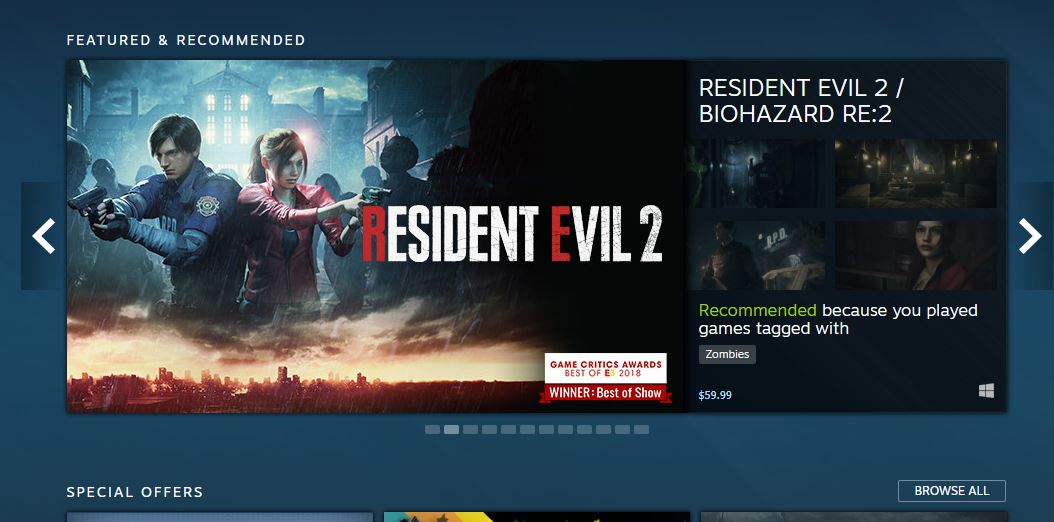 FEATURED & RECOMMENDED
RESIDENT EVIL 2
GAME CRITICS AWARDS
BEST OF E3 2018
WINNER: Best of Show
RESIDENT EVIL 2 /
BIOHAZARD RE:2
R.P.D.
Recommended because you played
games tagged with
Zombies
$59.99
SPECIAL OFFERS
BROWSE ALL